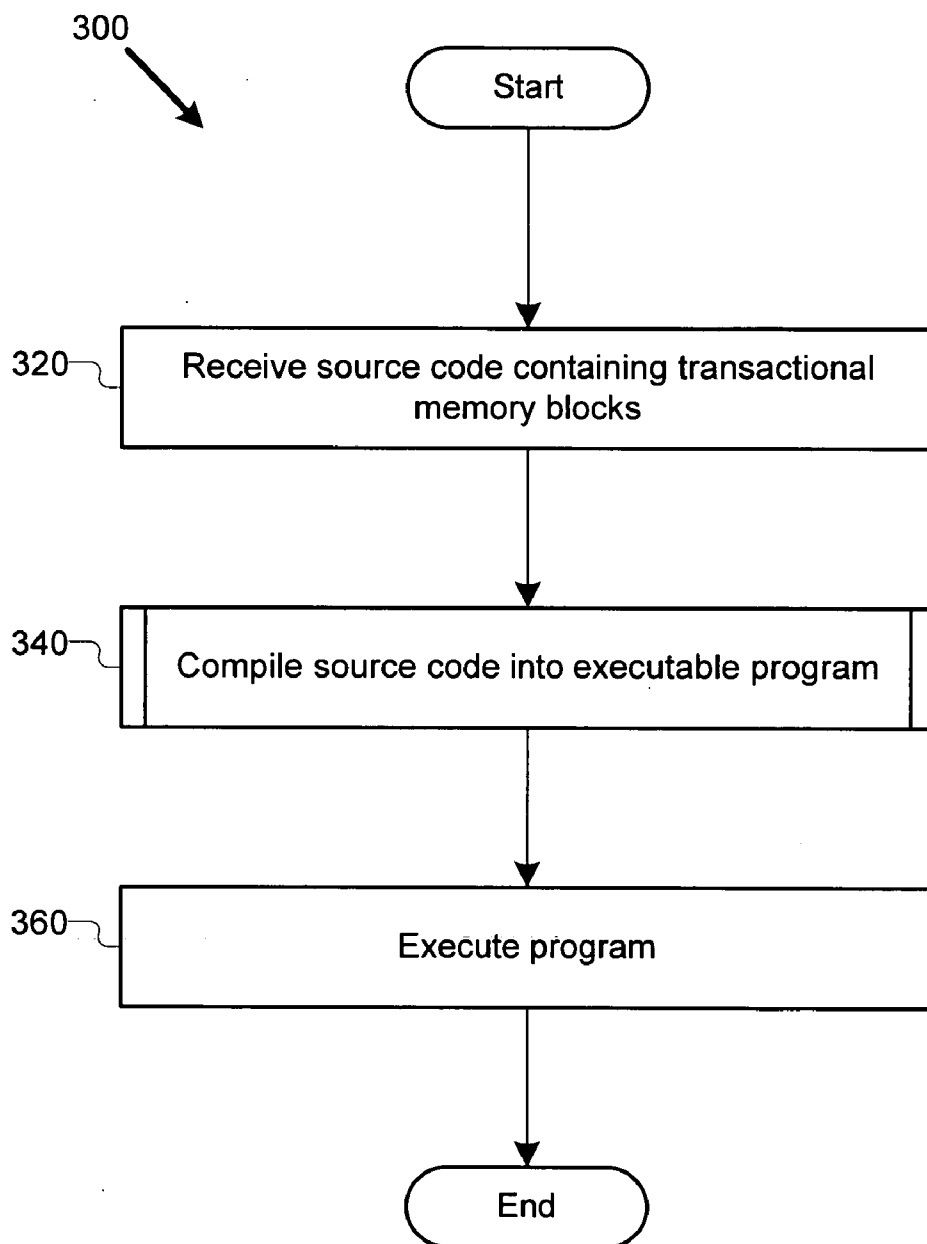 300
Start
320
Receive source code containing transactional
memory blocks
340
Compile source code into executable program
360
Execute program
End